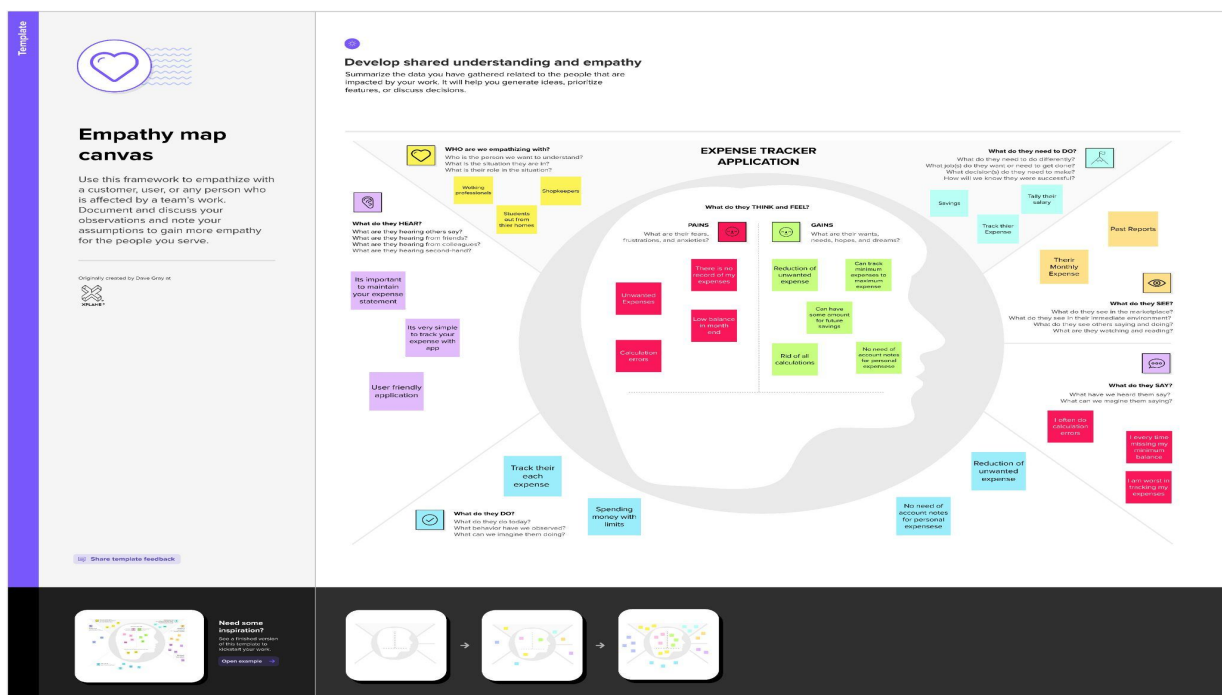 Template
Empathy map
canvas
Use this framework to empathize with
a customer, user, or any person who
is affected by a team's work.
Document and discuss your
observations and note your
assumptions to gain more empathy
for the people you serve.
Originally created by Dave Gray at
XPLANE
Share template feedback
Develop shared understanding and empathy
Summarize the data you have gathered related to the people that are
impacted by your work. It will help you generate ideas, prioritize
features, or discuss decisions.
WHO are we empathizing with?
Who is the person we want to understand?
What is the situation they are in?
What is their role in the situation?
Working
professionals
Shopkeepers
Students
out from
their homes
EXPENSE TRACKER
APPLICATION
What do they need to DO?
What do they need to do differently?
What job(s) do they want or need to get done?
What decision(s) do they need to make?
How will we know they were successful?
Savings
Tally their
salary
Track thier
Expense
What do they HEAR?
What are they hearing others say?
What are they hearing from friends?
What are they hearing from colleagues?
What are they hearing second-hand?
Its important
to maintain
your expense
statement
Its very simple
to track your
expense with
app
User friendly
application
What do they THINK and FEEL?
PAINS
What are their fears,
frustrations, and anxieties?
There is no
record of my
expenses
Unwanted
Expenses
Low balance
in month
end
Calculation
errors
GAINS
What are their wants,
needs, hopes, and dreams?
Reduction of
unwanted
expense
Can track
minimum
expenses to
maximum
expense
Can have
some amount
for future
savings
Rid of all
calculations
No need of
account notes
for personal
expensese
Past Reports
Their
Monthly
Expense
What do they SEE?
What do they see in the marketplace?
What do they see in their immediate environment?
What do they see others saying and doing?
What are they watching and reading?
What do they SAY?
What have we heard them say?
What can we imagine them saying?
I often do
calculation
errors
I every time
missing my
minimum
balance
I am worst in
tracking my
expenses
Track their
each
expense
Spending
money with
limits
What do they DO?
What do they do today?
What behavior have we observed?
What can we imagine them doing?
Reduction of
unwanted
expense
No need of
account notes
for personal
expensese
Need some
inspiration?
See a finished version
of this template to
kickstart your work.
Open example